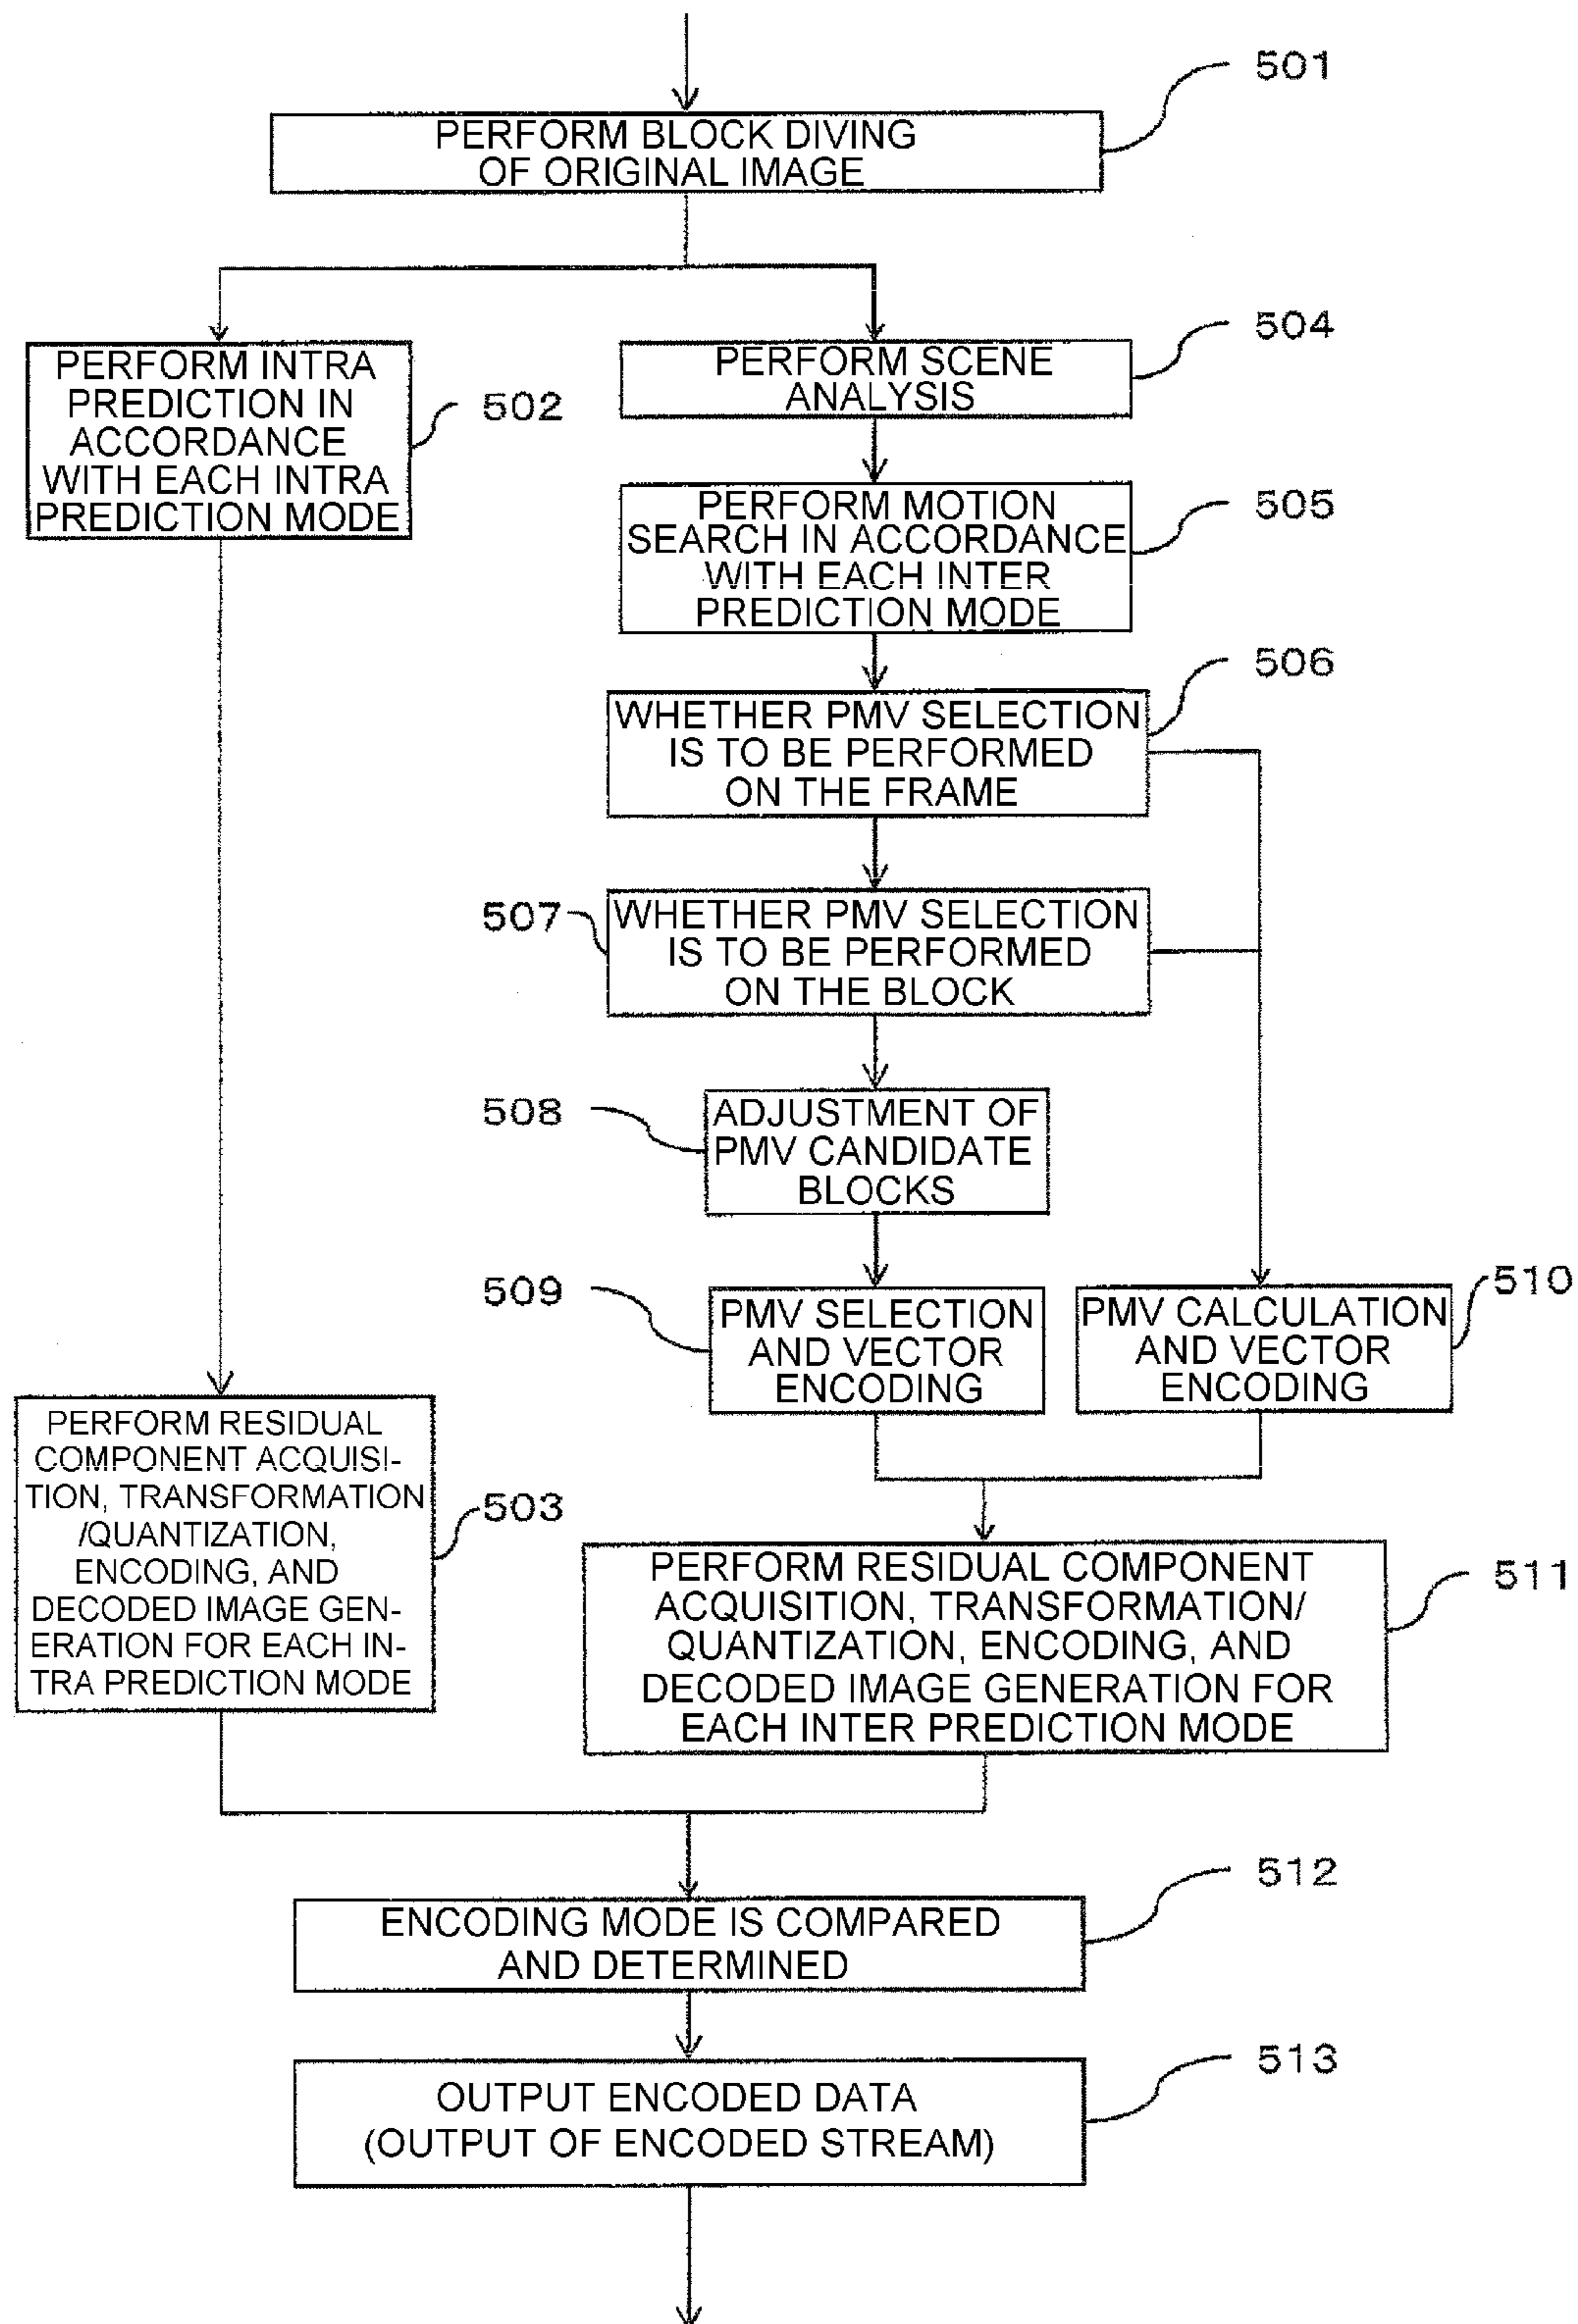 501
PERFORM BLOCK DIVING
OF ORIGINAL IMAGE
PERFORM INTRA
PREDICTION IN
ACCORDANCE
WITH EACH INTRA
PREDICTION MODE
502
504
PERFORM SCENE
ANALYSIS
505
PERFORM MOTION
SEARCH IN ACCORDANCE
WITH EACH INTER
PREDICTION MODE
506
WHETHER PMV SELECTION
IS TO BE PERFORMED
ON THE FRAME
507
WHETHER PMV SELECTION
IS TO BE PERFORMED
ON THE BLOCK
508
ADJUSTMENT OF
PMV CANDIDATE
BLOCKS
509
PMV SELECTION
AND VECTOR
ENCODING
510
PMV CALCULATION
AND VECTOR
ENCODING
PERFORM RESIDUAL
COMPONENT ACQUISI-
TION, TRANSFORMATION
/QUANTIZATION,
ENCODING, AND
DECODED IMAGE GEN-
ERATION FOR EACH IN-
TRA PREDICTION MODE
503
PERFORM RESIDUAL COMPONENT
ACQUISITION, TRANSFORMATION/
QUANTIZATION, ENCODING, AND
DECODED IMAGE GENERATION FOR
EACH INTER PREDICTION MODE
511
512
ENCODING MODE IS COMPARED
AND DETERMINED
513
OUTPUT ENCODED DATA
(OUTPUT OF ENCODED STREAM)